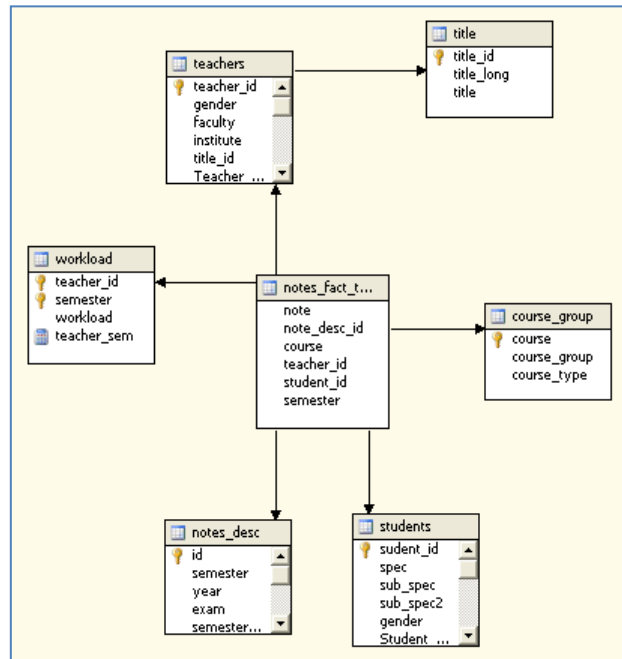 title
title_id
title_long
title
teachers
teacher_id
gender
faculty
institute
title_id
Teacher_...
workload
teacher_id
semester
workload
teacher_sem
notes_fact_t...
note
note_desc_id
course
teacher_id
student_id
semester
course_group
course
course_group
course_type
notes_desc
id
semester
year
exam
semester...
students
sudent_id
spec
sub_spec
sub_spec2
gender
Student_...